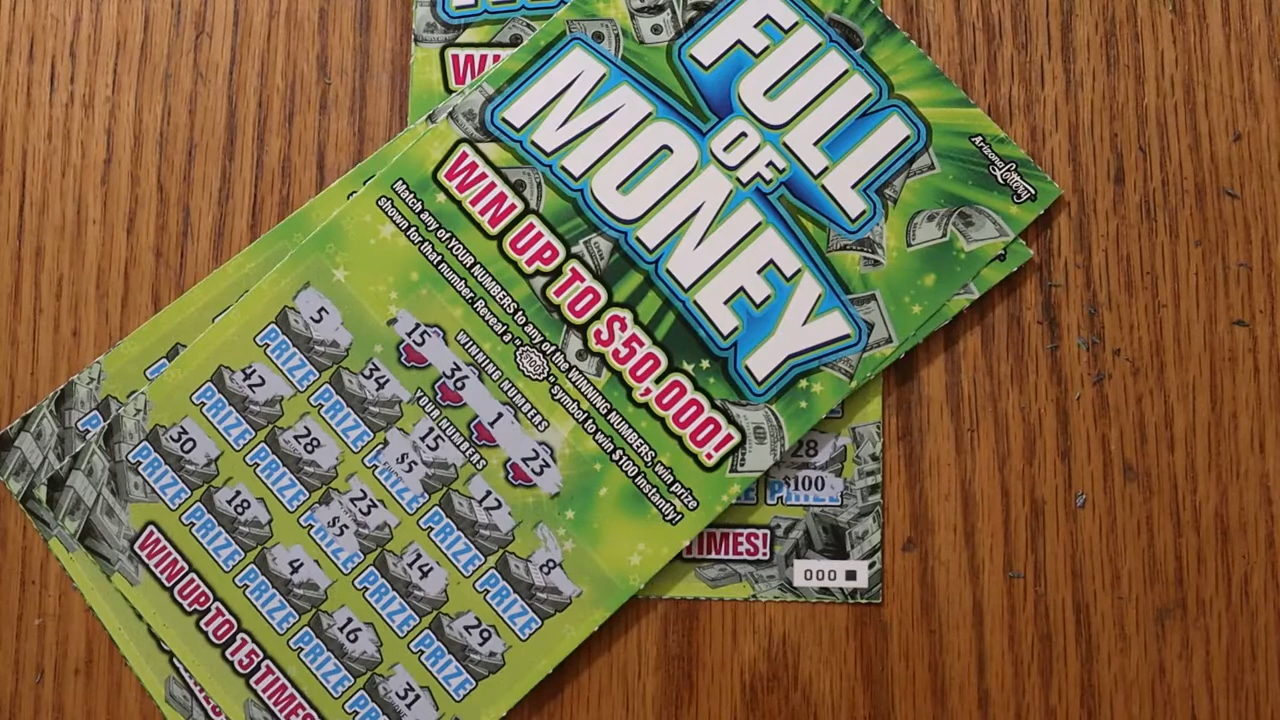 FULL
OF
MONEY
Arizona Lottery
WIN UP TO $50,000!
Match any of YOUR NUMBERS to any of the WINNING NUMBERS, win prize
shown for that number. Reveal a "$100" symbol to win $100 instantly!
WINNING NUMBERS
15 36 1 23
YOUR NUMBERS
5 34 15 12 8
PRIZE PRIZE $5 PRIZE PRIZE
42 28 23 14 29
PRIZE PRIZE $5 PRIZE PRIZE
30 18 4 16 31
PRIZE PRIZE PRIZE PRIZE
WIN UP TO 15 TIMES
28
$100
TIMES!
000